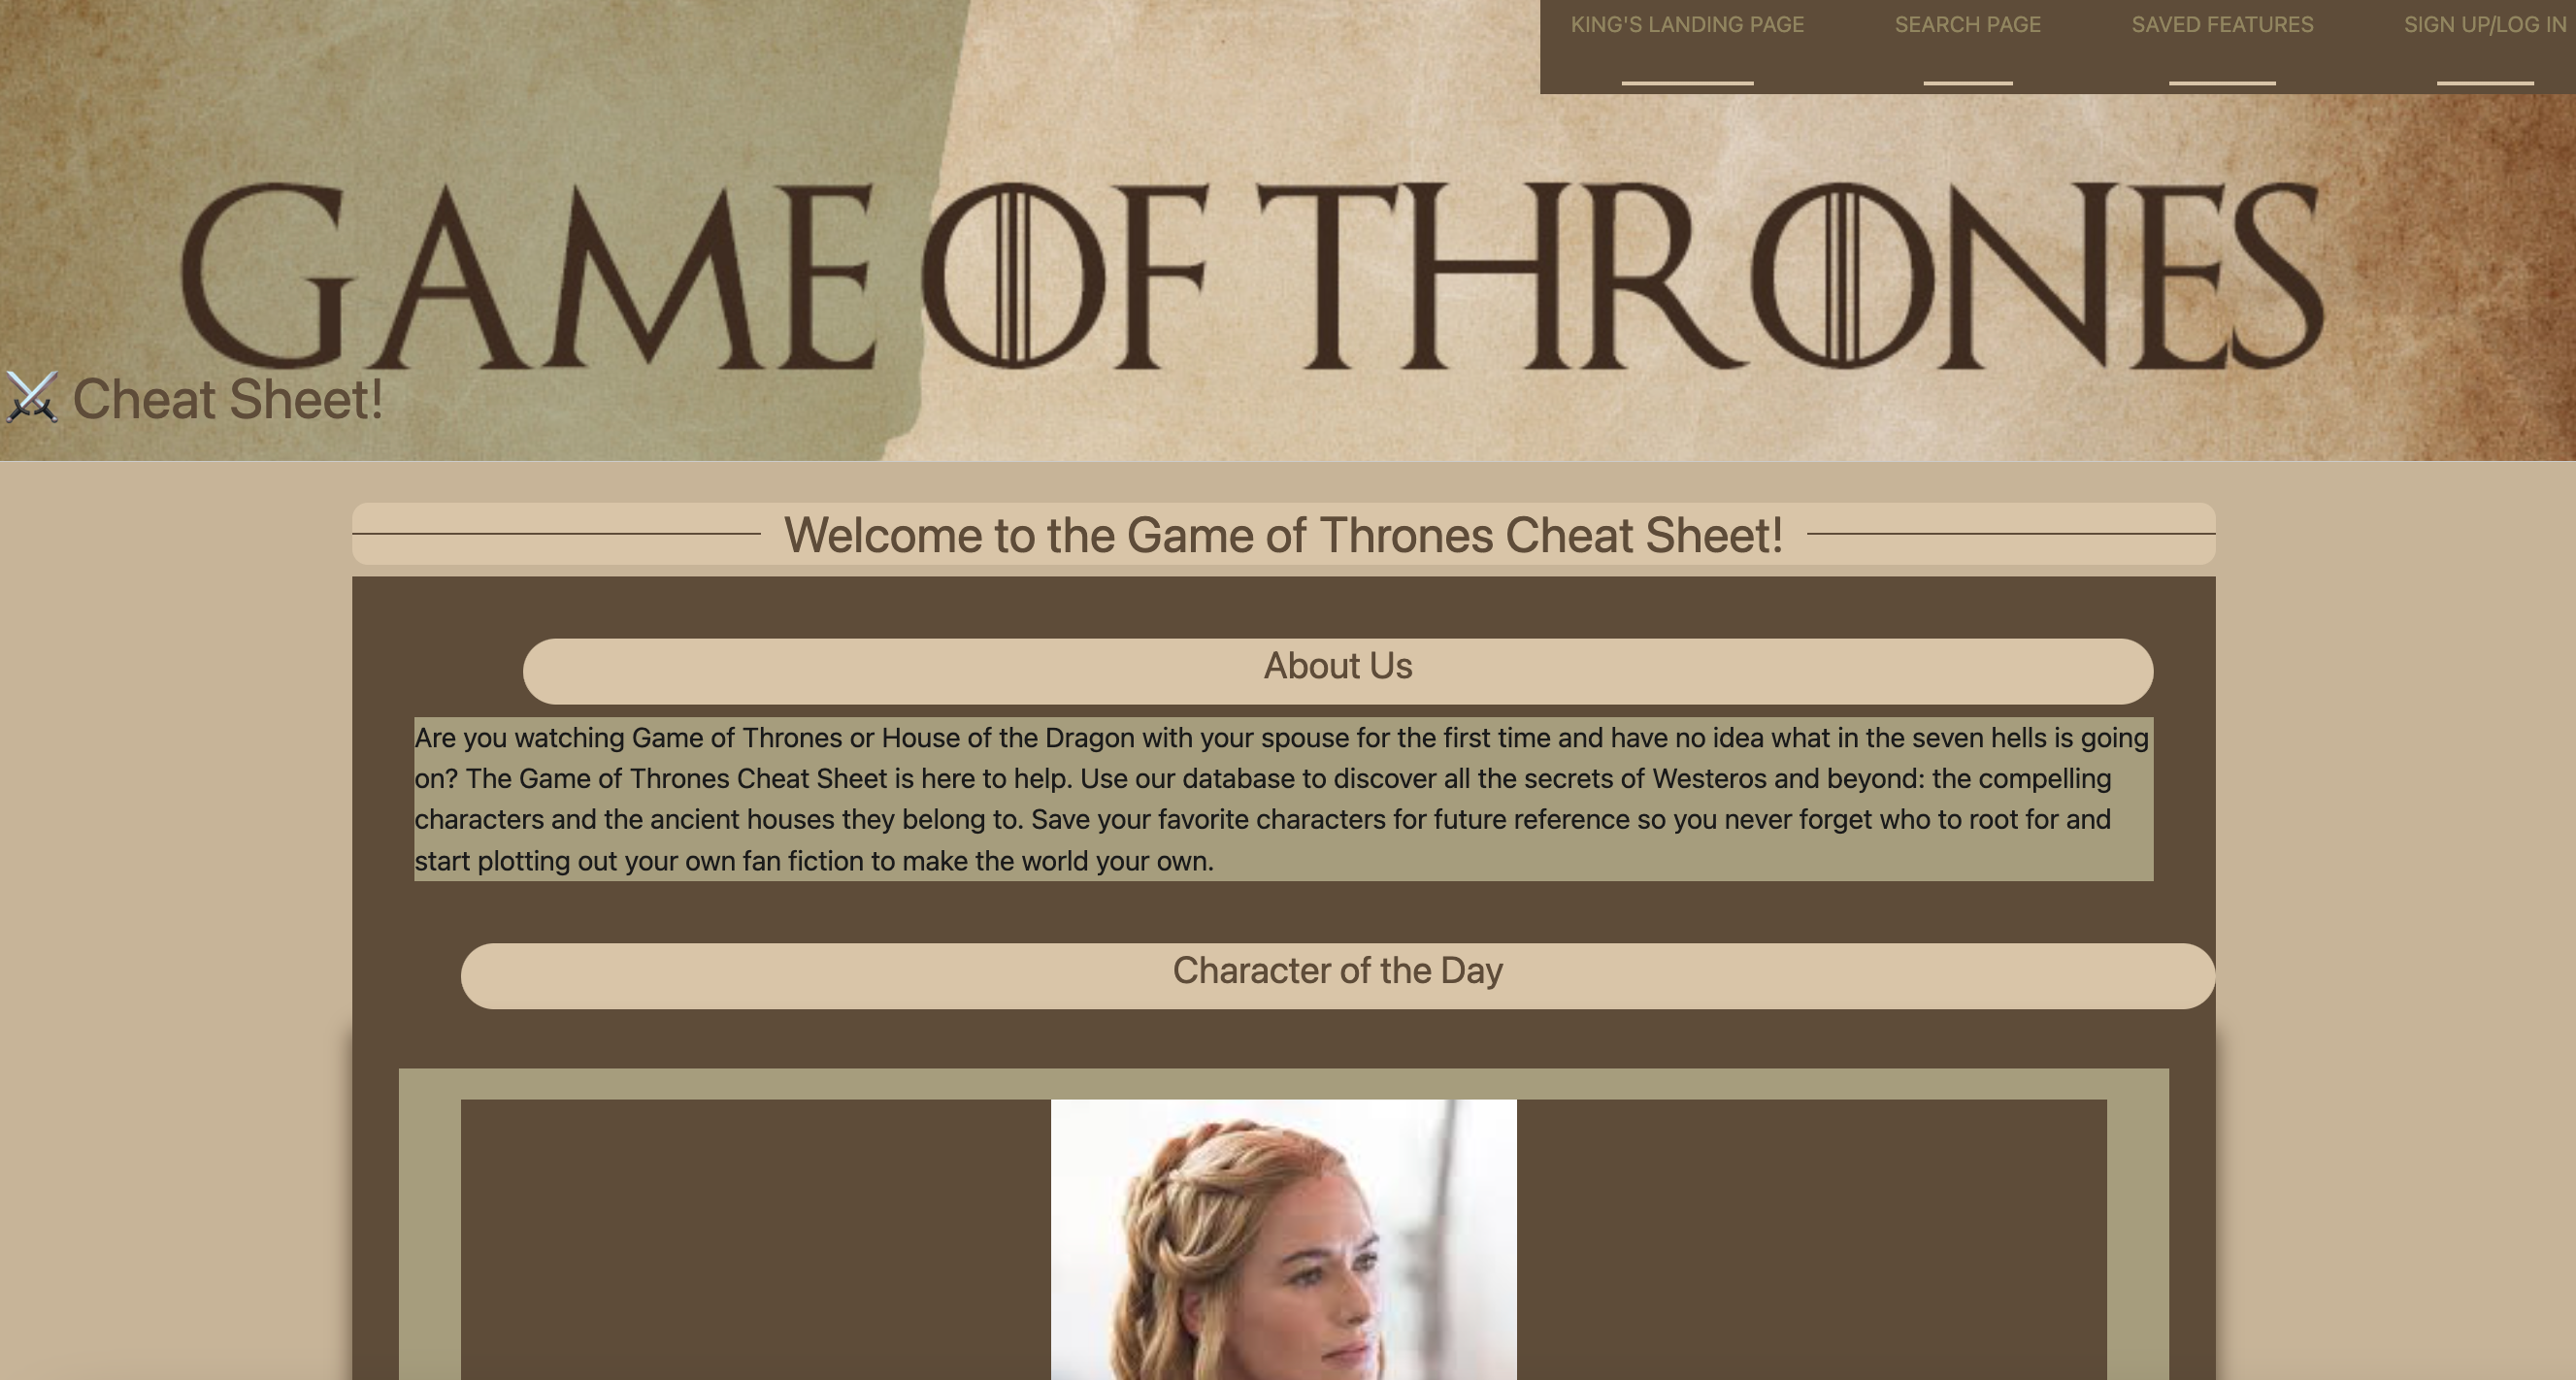 KING'S LANDING PAGE SEARCH PAGE SAVED FEATURES SIGN UP/LOG IN
GAME OF THRONES
⚔️ Cheat Sheet!
Welcome to the Game of Thrones Cheat Sheet!
About Us
Are you watching Game of Thrones or House of the Dragon with your spouse for the first time and have no idea what in the seven hells is going
on? The Game of Thrones Cheat Sheet is here to help. Use our database to discover all the secrets of Westeros and beyond: the compelling
characters and the ancient houses they belong to. Save your favorite characters for future reference so you never forget who to root for and
start plotting out your own fan fiction to make the world your own.
Character of the Day